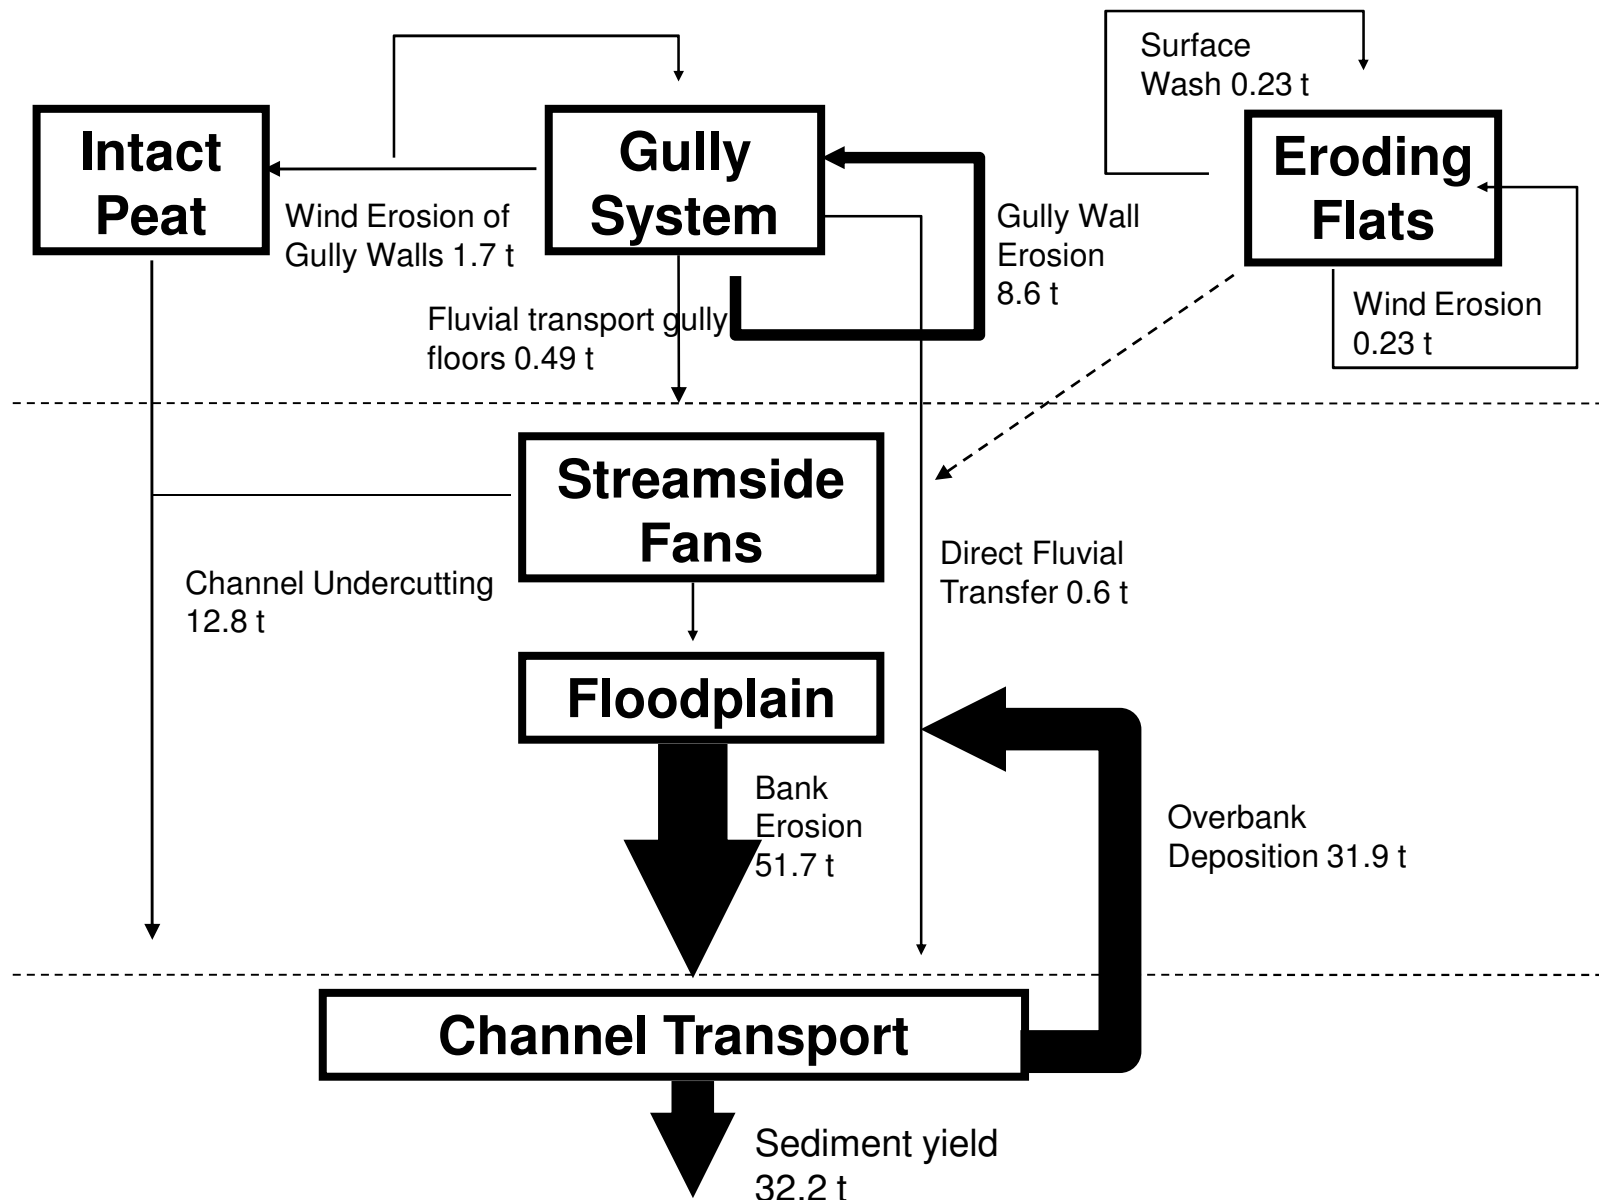 Surface
Wash 0.23 t
Intact
Peat
Gully
System
Eroding
Flats
Wind Erosion of
Gully Walls 1.7 t
Gully Wall
Erosion
8.6 t
Fluvial transport gully
floors 0.49 t
Wind Erosion
0.23 t
Streamside
Fans
Channel Undercutting
12.8 t
Direct Fluvial
Transfer 0.6 t
Floodplain
Bank
Erosion
51.7 t
Overbank
Deposition 31.9 t
Channel Transport
Sediment yield
32.2 t